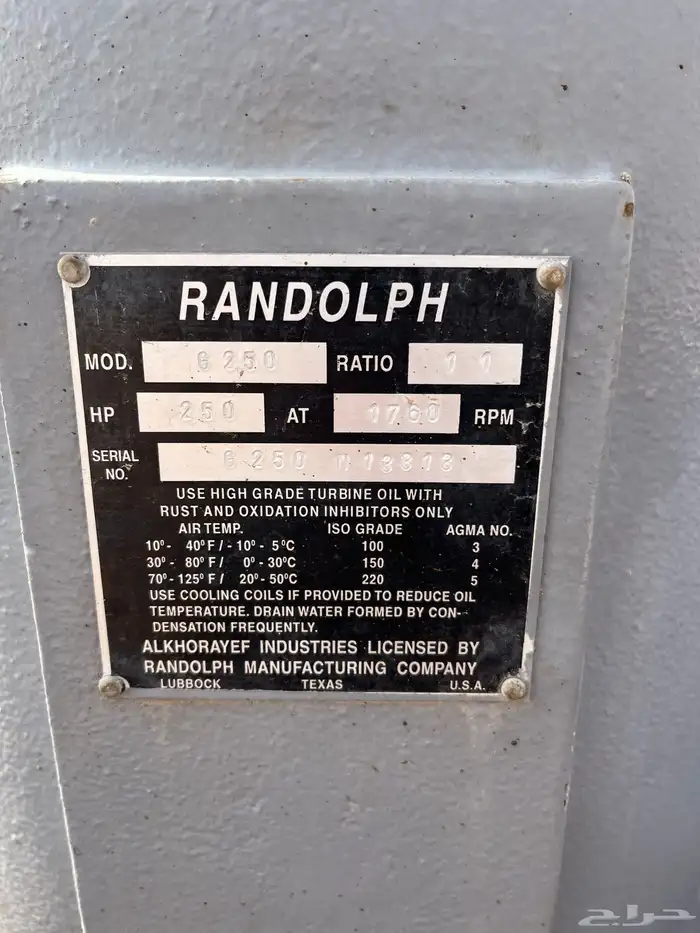 RANDOLPH
MOD. G 250 RATIO 1 1
HP 250 AT 1760 RPM
SERIAL NO. G 250
USE HIGH GRADE TURBINE OIL WITH
RUST AND OXIDATION INHIBITORS ONLY
AIR TEMP. ISO GRADE AGMA NO.
10° - 40° F / - 10° - 5°C 100 3
30° - 80° F / 0° - 30°C 150 4
70° - 125° F / 20° - 50°C 220 5
USE COOLING COILS IF PROVIDED TO REDUCE OIL
TEMPERATURE. DRAIN WATER FORMED BY CON-
DENSATION FREQUENTLY.
ALKHORAYEF INDUSTRIES LICENSED BY
RANDOLPH MANUFACTURING COMPANY
LUBBOCK TEXAS U.S.A.
حراج